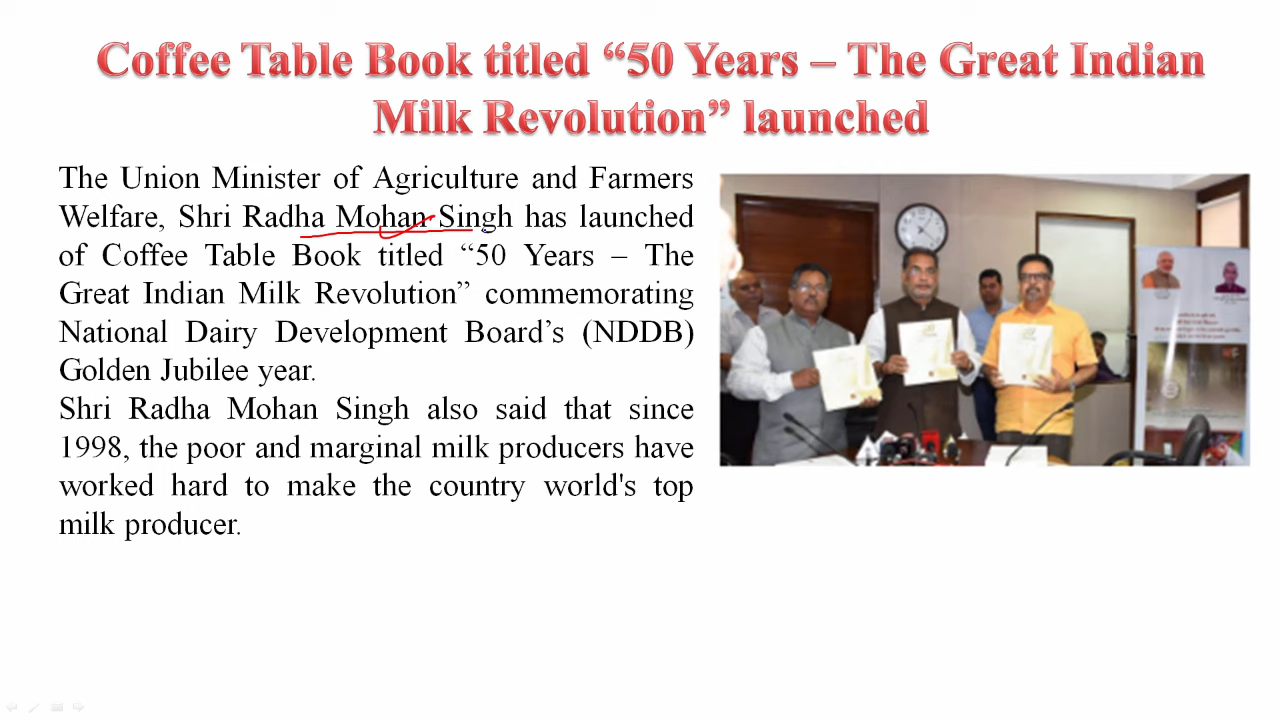 Coffee Table Book titled “50 Years – The Great Indian
Milk Revolution” launched
The Union Minister of Agriculture and Farmers
Welfare, Shri Radha Mohan Singh has launched
of Coffee Table Book titled “50 Years – The
Great Indian Milk Revolution” commemorating
National Dairy Development Board’s (NDDB)
Golden Jubilee year.
Shri Radha Mohan Singh also said that since
1998, the poor and marginal milk producers have
worked hard to make the country world's top
milk producer.